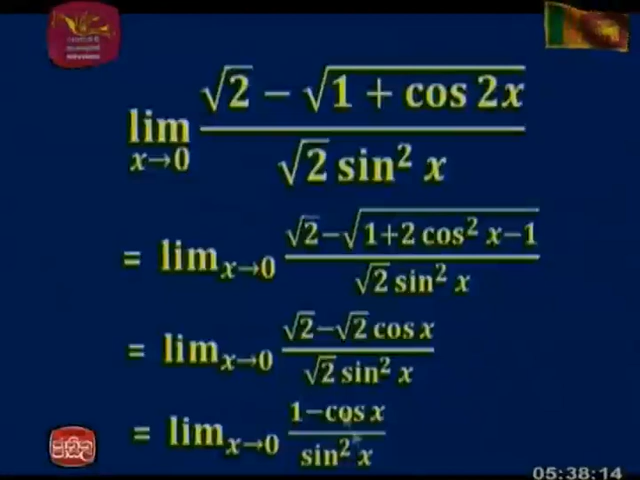 lim x→0 (√2 − √(1 + cos 2x)) / (√2 sin² x)
= lim x→0 (√2−√(1+2 cos² x−1)) / (√2 sin² x)
= lim x→0 (√2−√2 cos x) / (√2 sin² x)
= lim x→0 (1−cos x) / (sin² x)
05:38:14